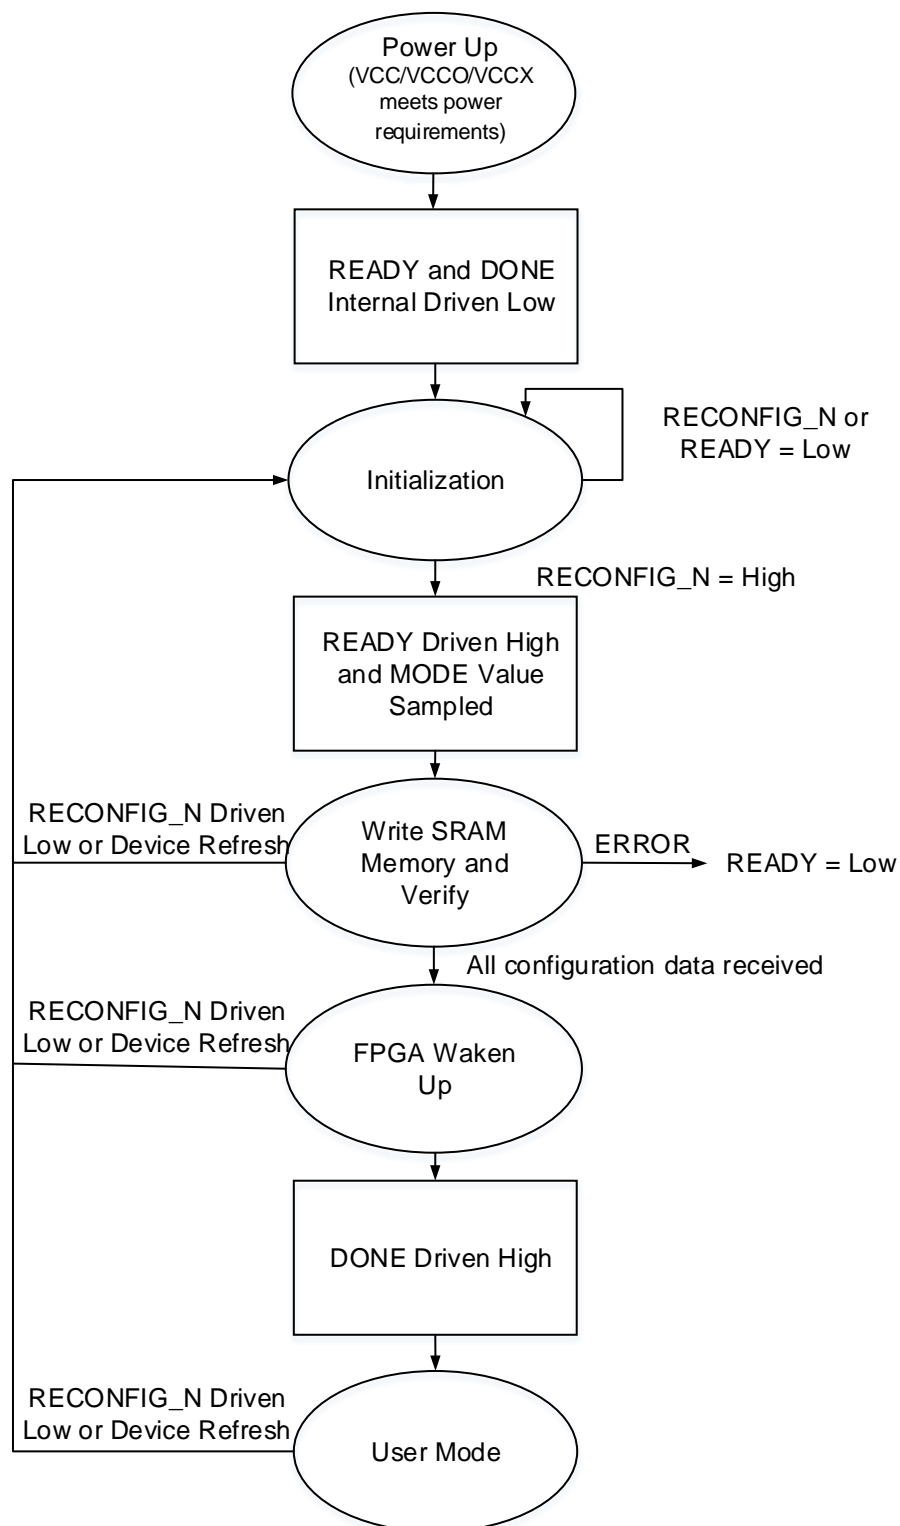 Power Up
(VCC/VCCO/VCCX
meets power
requirements)
READY and DONE
Internal Driven Low
RECONFIG_N or
READY = Low
Initialization
RECONFIG_N = High
READY Driven High
and MODE Value
Sampled
RECONFIG_N Driven
Low or Device Refresh
Write SRAM
Memory and
Verify
ERROR
READY = Low
All configuration data received
RECONFIG_N Driven
Low or Device Refresh
FPGA Waken
Up
DONE Driven High
RECONFIG_N Driven
Low or Device Refresh
User Mode